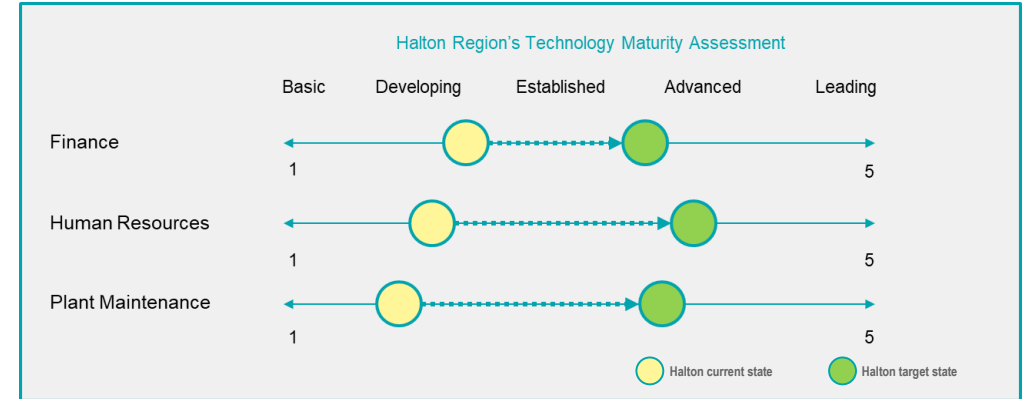 Halton Region's Technology Maturity Assessment
Basic Developing Established Advanced Leading
Finance
1 5
Human Resources
1 5
Plant Maintenance
1 5
Halton current state Halton target state